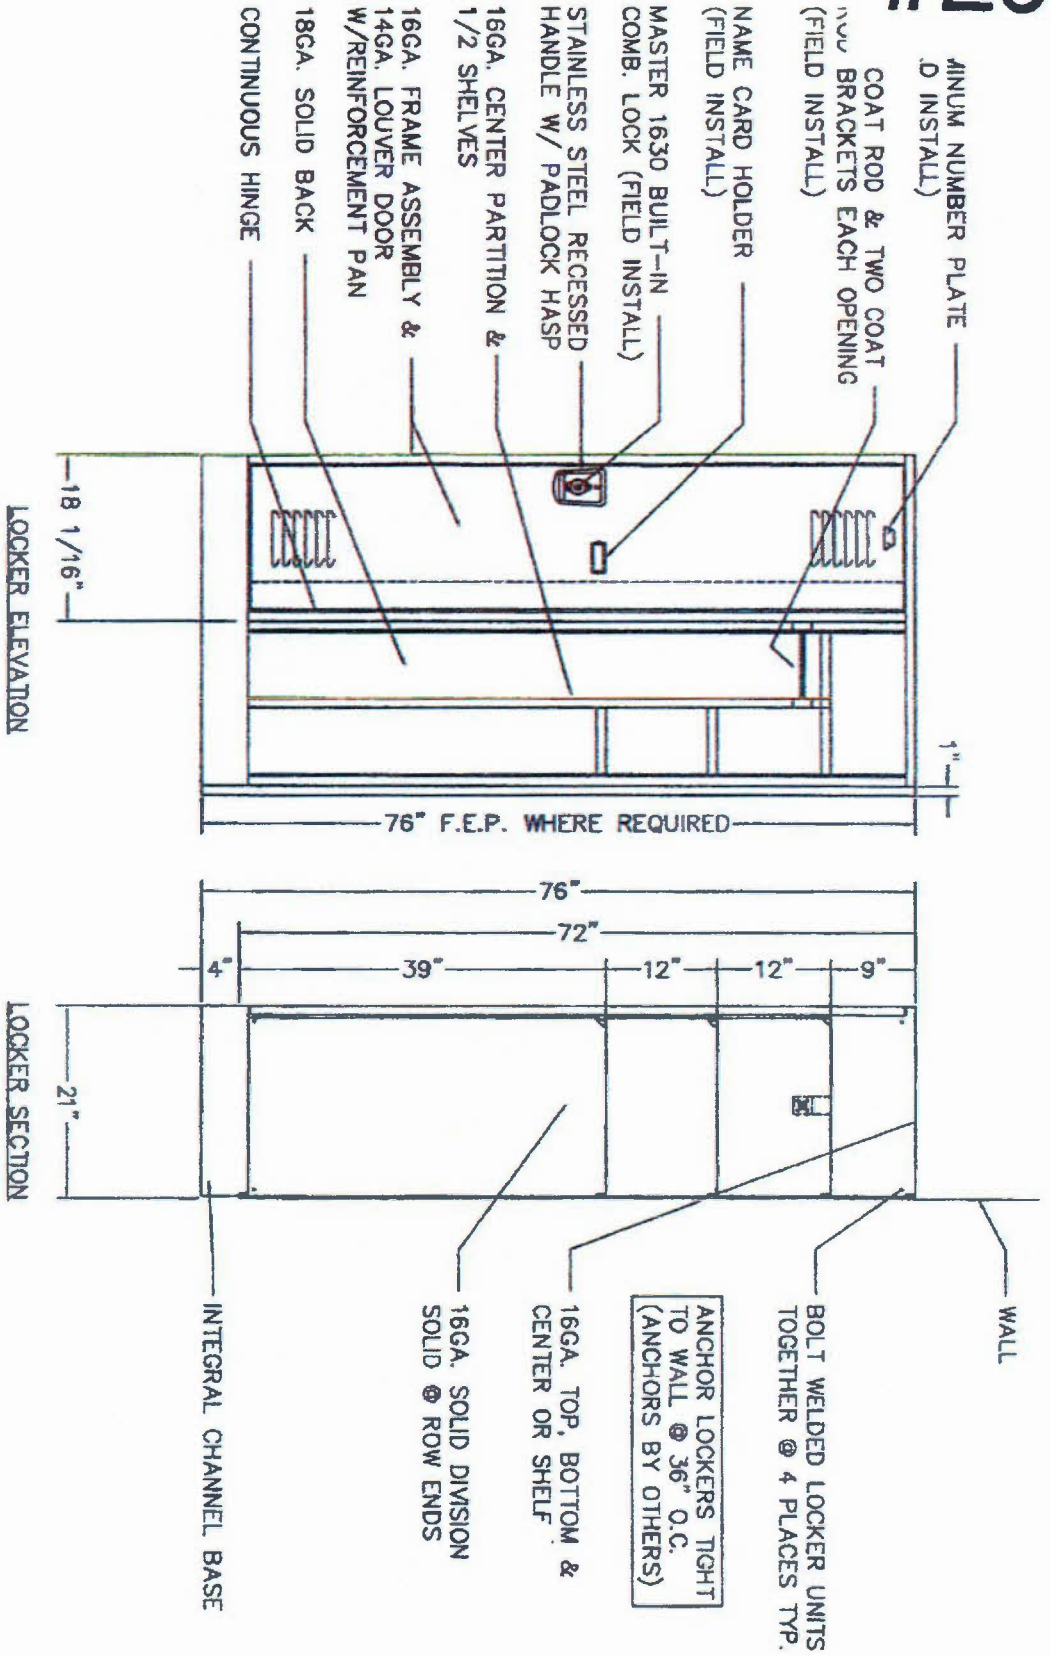 MINUM NUMBER PLATE
D INSTALL)
COAT ROD & TWO COAT
ROD BRACKETS EACH OPENING
(FIELD INSTALL)
NAME CARD HOLDER
(FIELD INSTALL)
MASTER 1630 BUILT-IN
COMB. LOCK (FIELD INSTALL)
STAINLESS STEEL RECESSED
HANDLE W/ PADLOCK HASP
16GA. CENTER PARTITION &
1/2 SHELVES
16GA. FRAME ASSEMBLY &
14GA. LOUVER DOOR
W/REINFORCEMENT PAN
18GA. SOLID BACK
CONTINUOUS HINGE
1"
76" F.E.P. WHERE REQUIRED
18 1/16"
LOCKER ELEVATION
76"
72"
9"
12"
12"
39"
4"
21"
LOCKER SECTION
WALL
BOLT WELDED LOCKER UNITS
TOGETHER @ 4 PLACES TYP.
ANCHOR LOCKERS TIGHT
TO WALL @ 36" O.C.
(ANCHORS BY OTHERS)
16GA. TOP, BOTTOM &
CENTER OR SHELF
16GA. SOLID DIVISION
SOLID @ ROW ENDS
INTEGRAL CHANNEL BASE